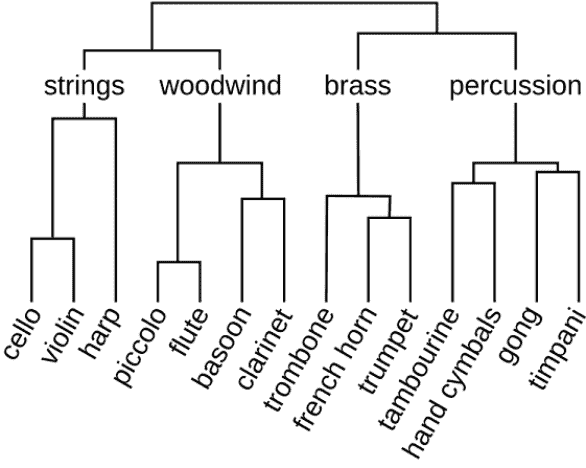 strings woodwind brass percussion
cello
violin
harp
piccolo
flute
basoon
clarinet
trombone
french horn
trumpet
tambourine
hand cymbals
gong
timpani